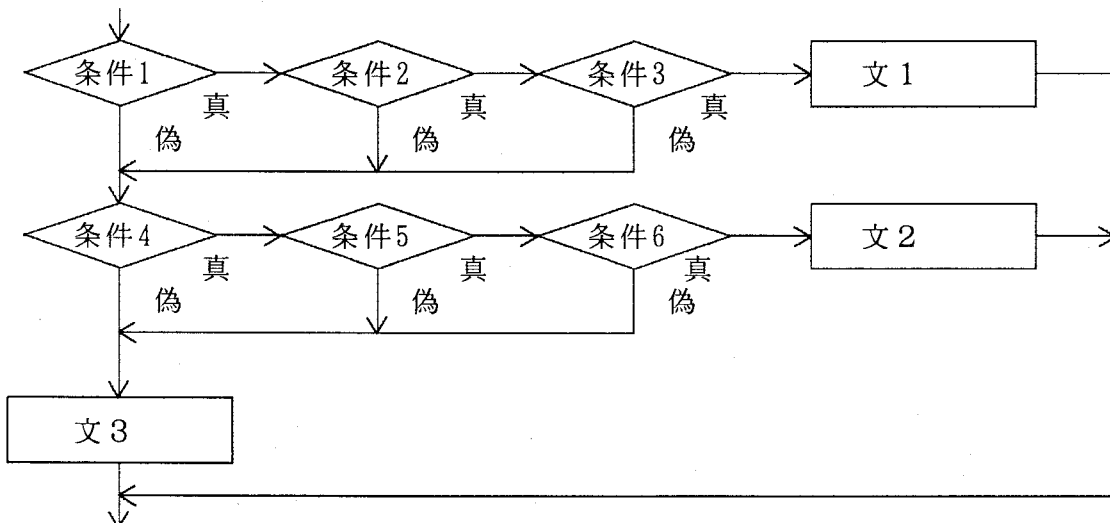 条件1 条件2 条件3 文1
真 真 真
偽 偽 偽
条件4 条件5 条件6 文2
真 真 真
偽 偽 偽
文3